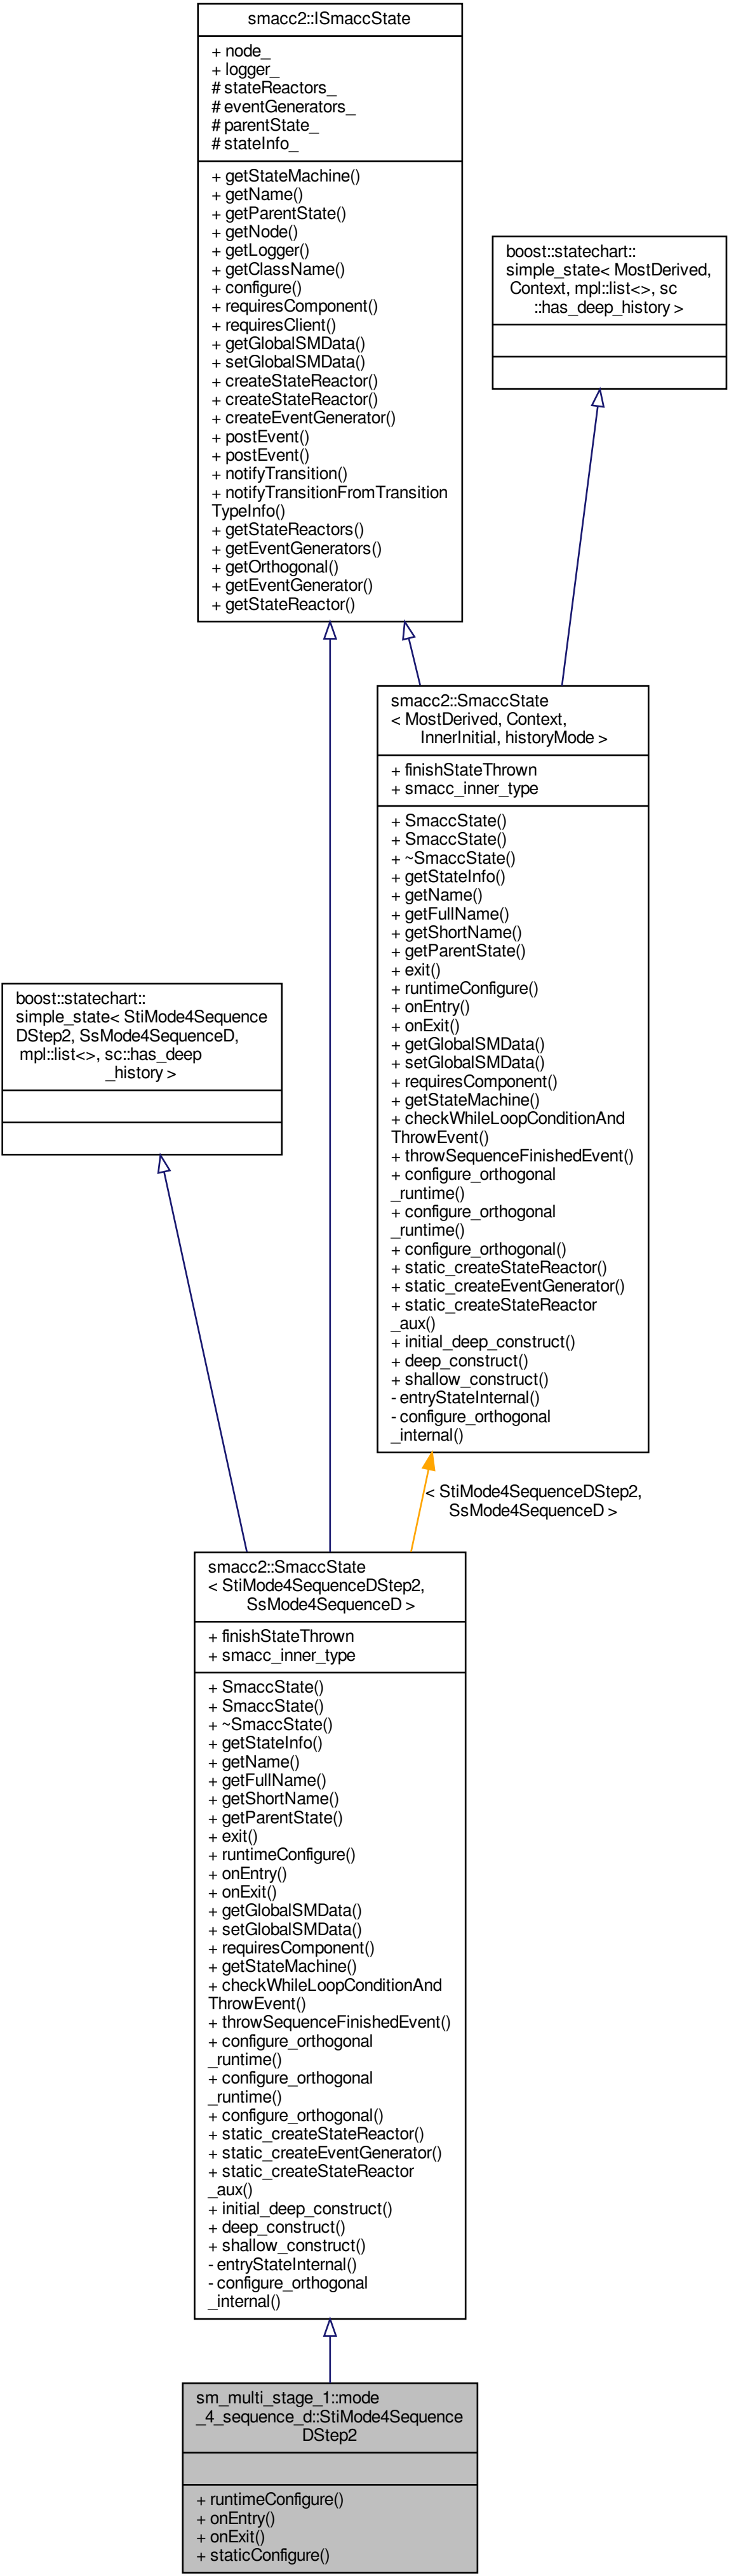 smacc2::ISmaccState
+ node_
+ logger_
# stateReactors_
# eventGenerators_
# parentState_
# stateInfo_
+ getStateMachine()
+ getName()
+ getParentState()
+ getNode()
+ getLogger()
+ getClassName()
+ configure()
+ requiresComponent()
+ requiresClient()
+ getGlobalSMData()
+ setGlobalSMData()
+ createStateReactor()
+ createStateReactor()
+ createEventGenerator()
+ postEvent()
+ postEvent()
+ notifyTransition()
+ notifyTransitionFromTransition
TypeInfo()
+ getStateReactors()
+ getEventGenerators()
+ getOrthogonal()
+ getEventGenerator()
+ getStateReactor()
boost::statechart::
simple_state< MostDerived,
Context, mpl::list<>, sc
::has_deep_history >
smacc2::SmaccState
< MostDerived, Context,
InnerInitial, historyMode >
+ finishStateThrown
+ smacc_inner_type
+ SmaccState()
+ SmaccState()
+ ~SmaccState()
+ getStateInfo()
+ getName()
+ getFullName()
+ getShortName()
+ getParentState()
+ exit()
+ runtimeConfigure()
+ onEntry()
+ onExit()
+ getGlobalSMData()
+ setGlobalSMData()
+ requiresComponent()
+ getStateMachine()
+ checkWhileLoopConditionAnd
ThrowEvent()
+ throwSequenceFinishedEvent()
+ configure_orthogonal
_runtime()
+ configure_orthogonal
_runtime()
+ configure_orthogonal()
+ static_createStateReactor()
+ static_createEventGenerator()
+ static_createStateReactor
_aux()
+ initial_deep_construct()
+ deep_construct()
+ shallow_construct()
- entryStateInternal()
- configure_orthogonal
_internal()
boost::statechart::
simple_state< StiMode4Sequence
DStep2, SsMode4SequenceD,
mpl::list<>, sc::has_deep
_history >
< StiMode4SequenceDStep2,
SsMode4SequenceD >
smacc2::SmaccState
< StiMode4SequenceDStep2,
SsMode4SequenceD >
+ finishStateThrown
+ smacc_inner_type
+ SmaccState()
+ SmaccState()
+ ~SmaccState()
+ getStateInfo()
+ getName()
+ getFullName()
+ getShortName()
+ getParentState()
+ exit()
+ runtimeConfigure()
+ onEntry()
+ onExit()
+ getGlobalSMData()
+ setGlobalSMData()
+ requiresComponent()
+ getStateMachine()
+ checkWhileLoopConditionAnd
ThrowEvent()
+ throwSequenceFinishedEvent()
+ configure_orthogonal
_runtime()
+ configure_orthogonal
_runtime()
+ configure_orthogonal()
+ static_createStateReactor()
+ static_createEventGenerator()
+ static_createStateReactor
_aux()
+ initial_deep_construct()
+ deep_construct()
+ shallow_construct()
- entryStateInternal()
- configure_orthogonal
_internal()
sm_multi_stage_1::mode
_4_sequence_d::StiMode4Sequence
DStep2
+ runtimeConfigure()
+ onEntry()
+ onExit()
+ staticConfigure()